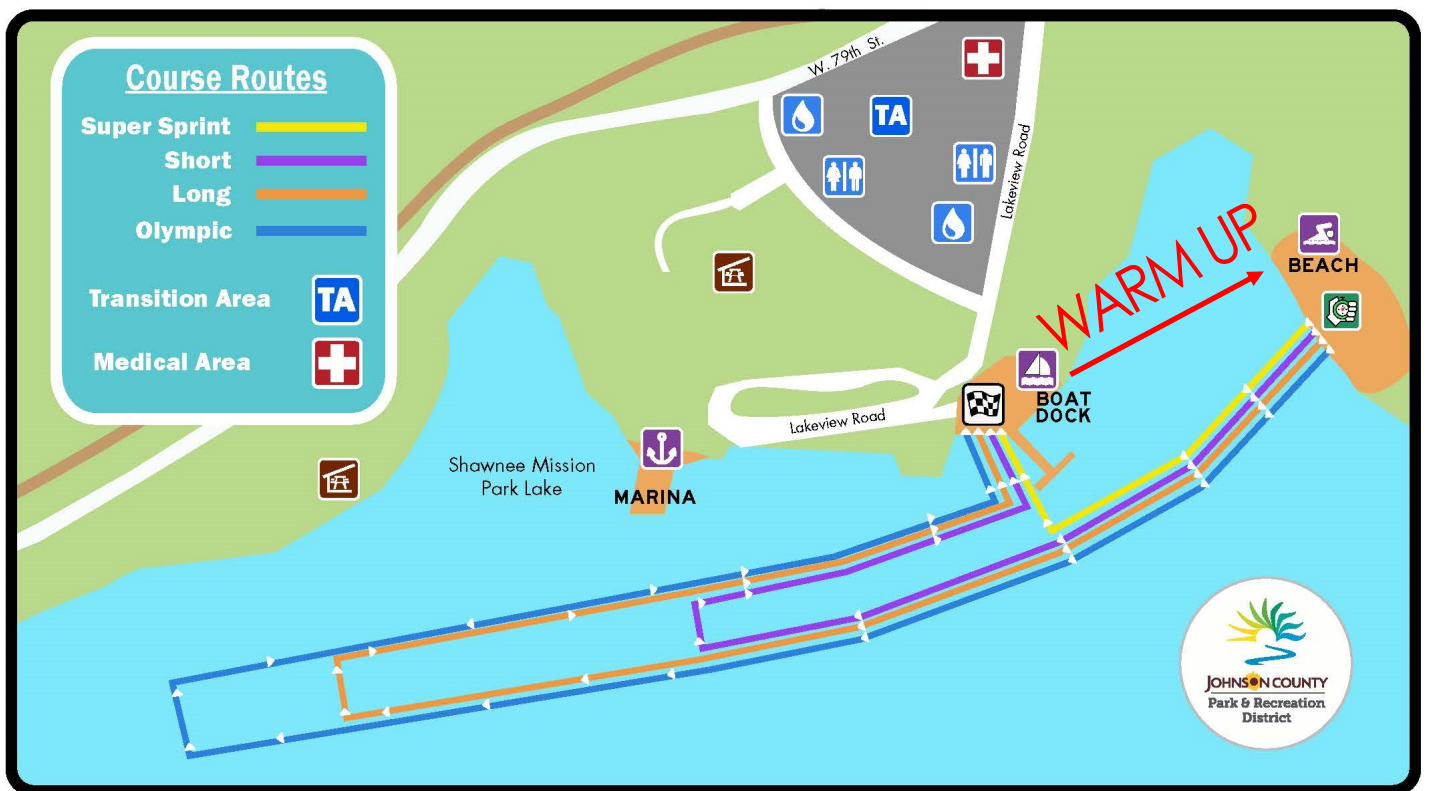 Course Routes
Super Sprint
Short
Long
Olympic
Transition Area
TA
Medical Area
W. 79th St.
TA
Lakeview Road
WARM UP
BEACH
BOAT
DOCK
Lakeview Road
Shawnee Mission
Park Lake
MARINA
JOHNSON COUNTY
Park & Recreation
District